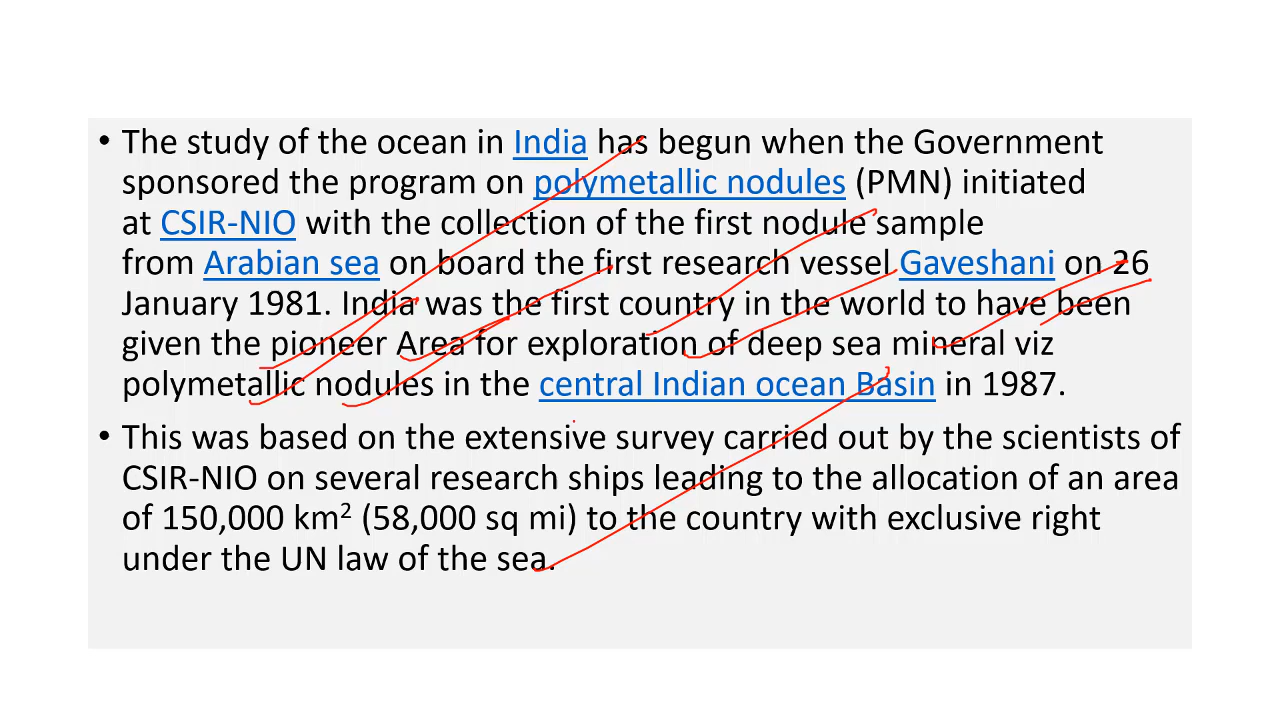 • The study of the ocean in India has begun when the Government
sponsored the program on polymetallic nodules (PMN) initiated
at CSIR-NIO with the collection of the first nodule sample
from Arabian sea on board the first research vessel Gaveshani on 26
January 1981. India was the first country in the world to have been
given the pioneer Area for exploration of deep sea mineral viz
polymetallic nodules in the central Indian ocean Basin in 1987.
• This was based on the extensive survey carried out by the scientists of
CSIR-NIO on several research ships leading to the allocation of an area
of 150,000 km² (58,000 sq mi) to the country with exclusive right
under the UN law of the sea.